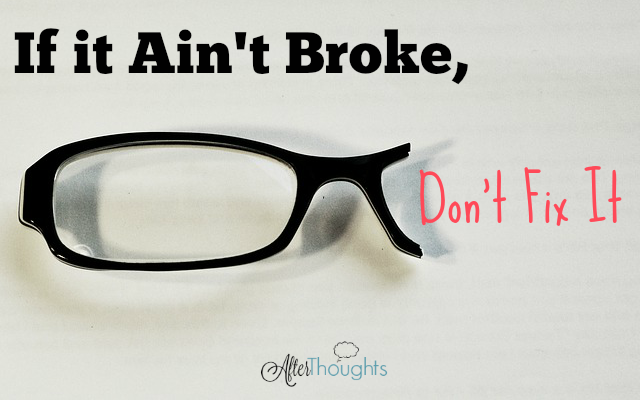 If it Ain't Broke,
Don't Fix It
AfterThoughts